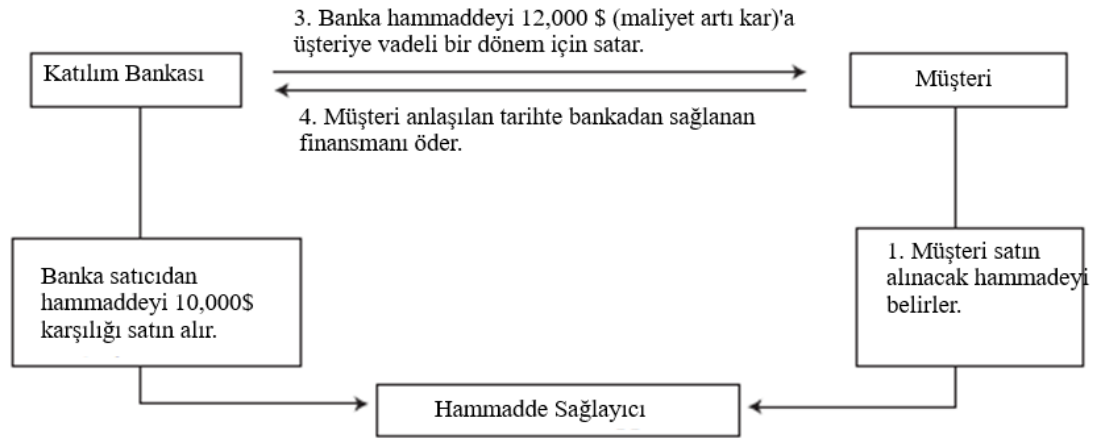 3. Banka hammaddeyi 12,000 $ (maliyet artı kar)'a
üşteriye vadeli bir dönem için satar.
Katılım Bankası
Müşteri
4. Müşteri anlaşılan tarihte bankadan sağlanan
finansmanı öder.
Banka satıcıdan
hammaddeyi 10,000$
karşılığı satın alır.
1. Müşteri satın
alınacak hammadeyi
belirler.
Hammadde Sağlayıcı